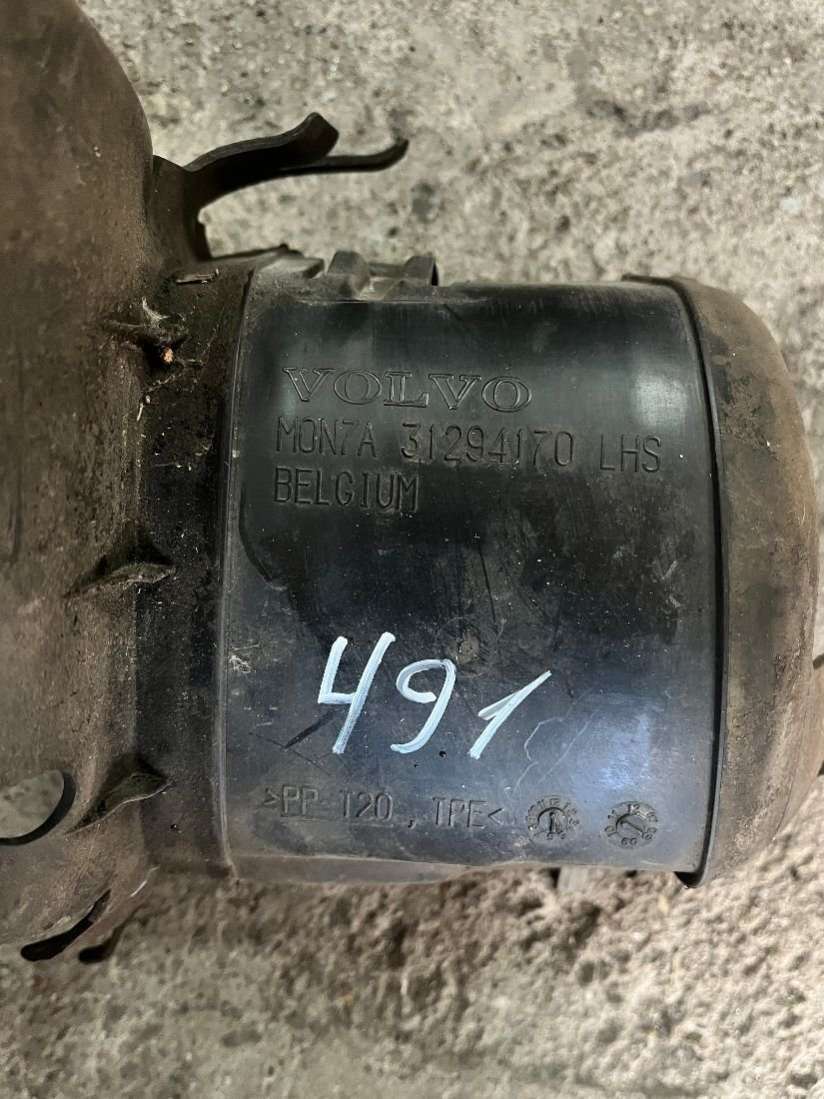 VOLVO
MON7A 31294170 LHS
BELGIUM
491
>PP T20, TPE<